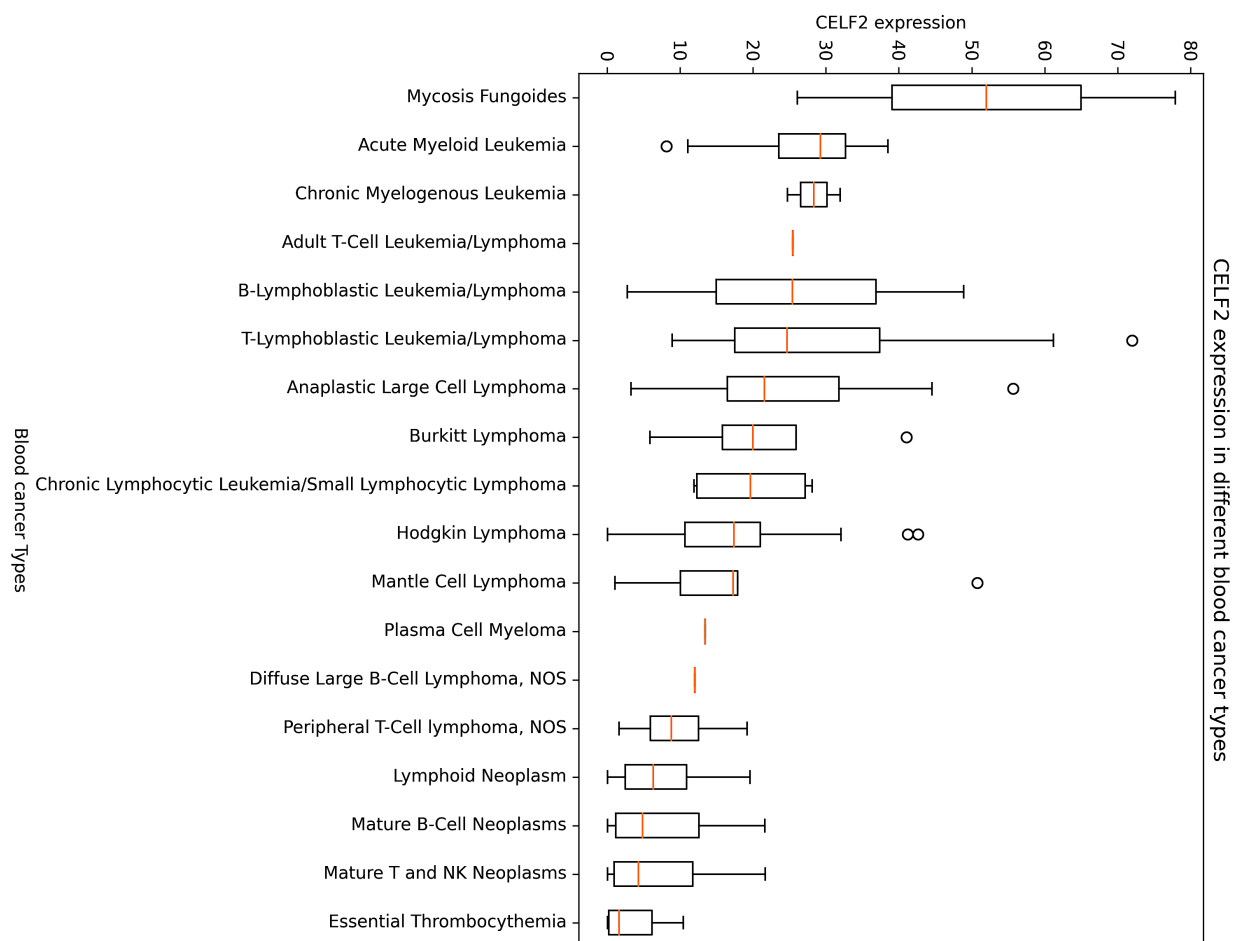 CELF2 expression
0 10 20 30 40 50 60 70 80
Mycosis Fungoides
Acute Myeloid Leukemia
Chronic Myelogenous Leukemia
Adult T-Cell Leukemia/Lymphoma
B-Lymphoblastic Leukemia/Lymphoma
T-Lymphoblastic Leukemia/Lymphoma
Anaplastic Large Cell Lymphoma
Burkitt Lymphoma
Chronic Lymphocytic Leukemia/Small Lymphocytic Lymphoma
Hodgkin Lymphoma
Mantle Cell Lymphoma
Plasma Cell Myeloma
Diffuse Large B-Cell Lymphoma, NOS
Peripheral T-Cell lymphoma, NOS
Lymphoid Neoplasm
Mature B-Cell Neoplasms
Mature T and NK Neoplasms
Essential Thrombocythemia
Blood cancer Types
CELF2 expression in different blood cancer types